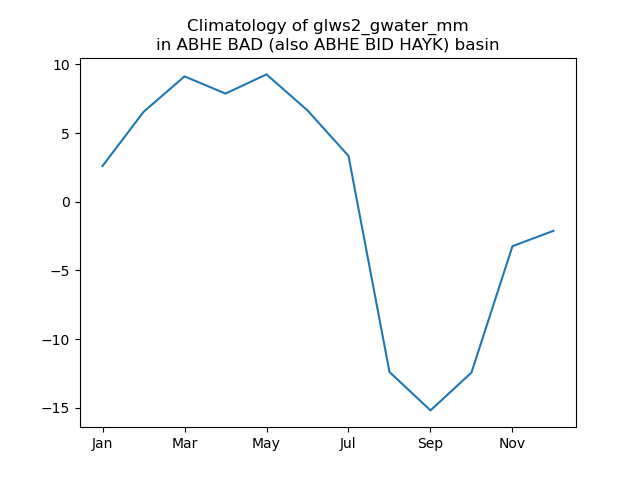 Climatology of glws2_gwater_mm
in ABHE BAD (also ABHE BID HAYK) basin
10
5
0
−5
−10
−15
Jan Mar May Jul Sep Nov